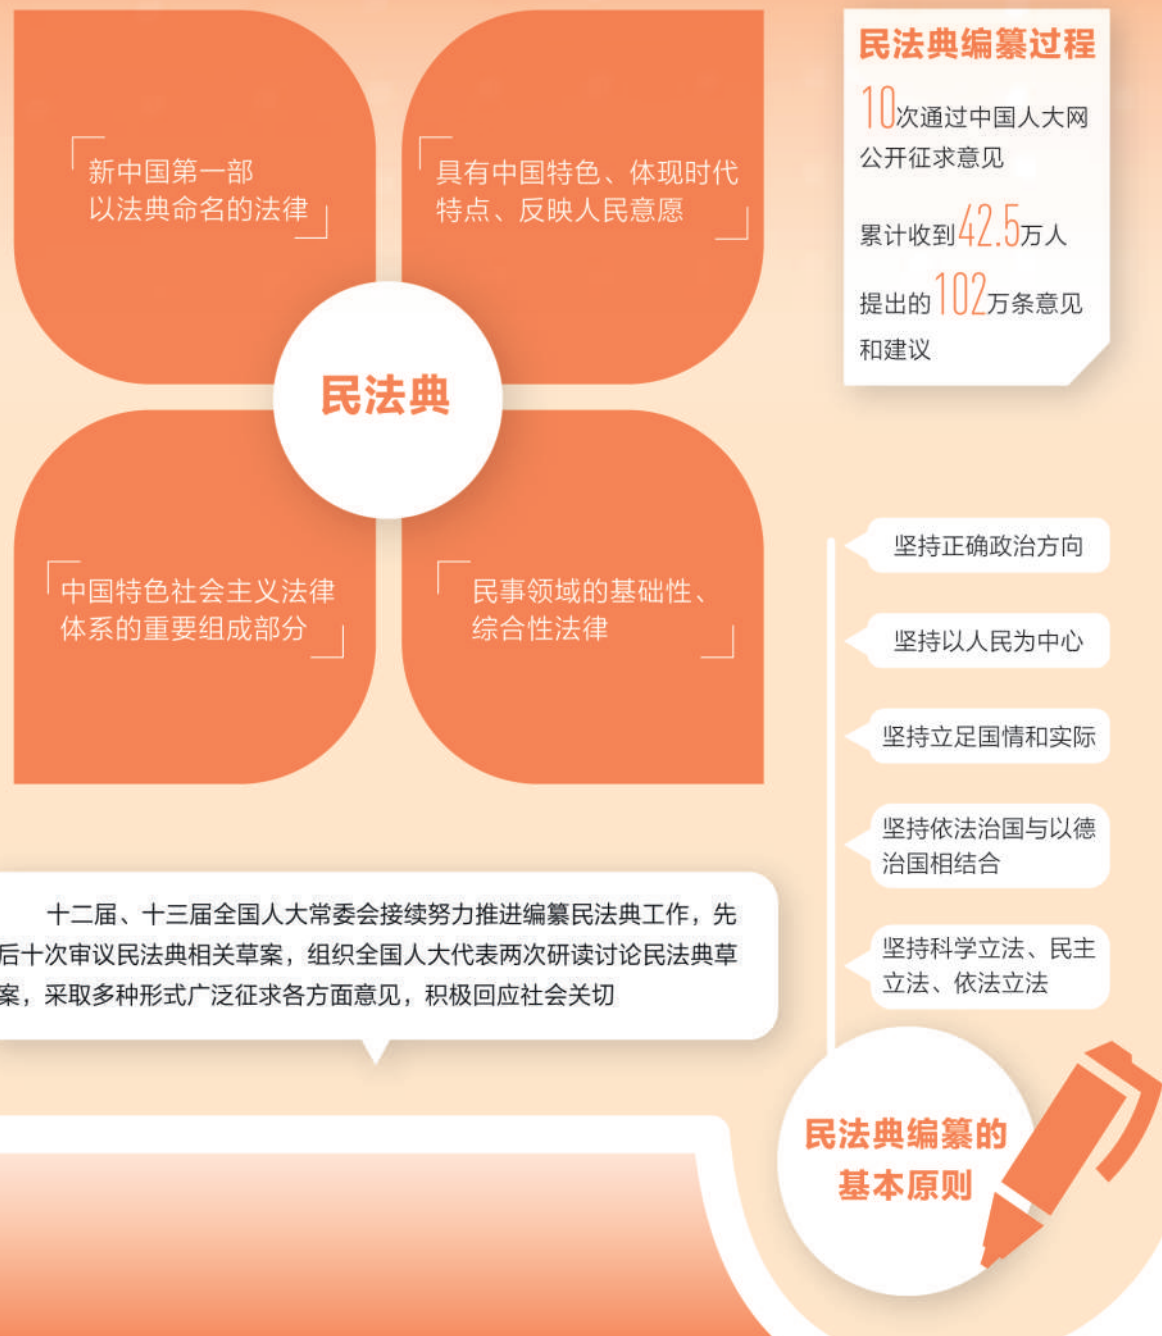 新中国第一部
以法典命名的法律
具有中国特色、体现时代
特点、反映人民意愿
民法典
中国特色社会主义法律
体系的重要组成部分
民事领域的基础性、
综合性法律
民法典编纂过程
10次通过中国人大网
公开征求意见
累计收到42.5万人
提出的102万条意见
和建议
坚持正确政治方向
坚持以人民为中心
坚持立足国情和实际
坚持依法治国与以德
治国相结合
坚持科学立法、民主
立法、依法立法
民法典编纂的
基本原则
十二届、十三届全国人大常委会接续努力推进编纂民法典工作，先
后十次审议民法典相关草案，组织全国人大代表两次研读讨论民法典草
案，采取多种形式广泛征求各方面意见，积极回应社会关切